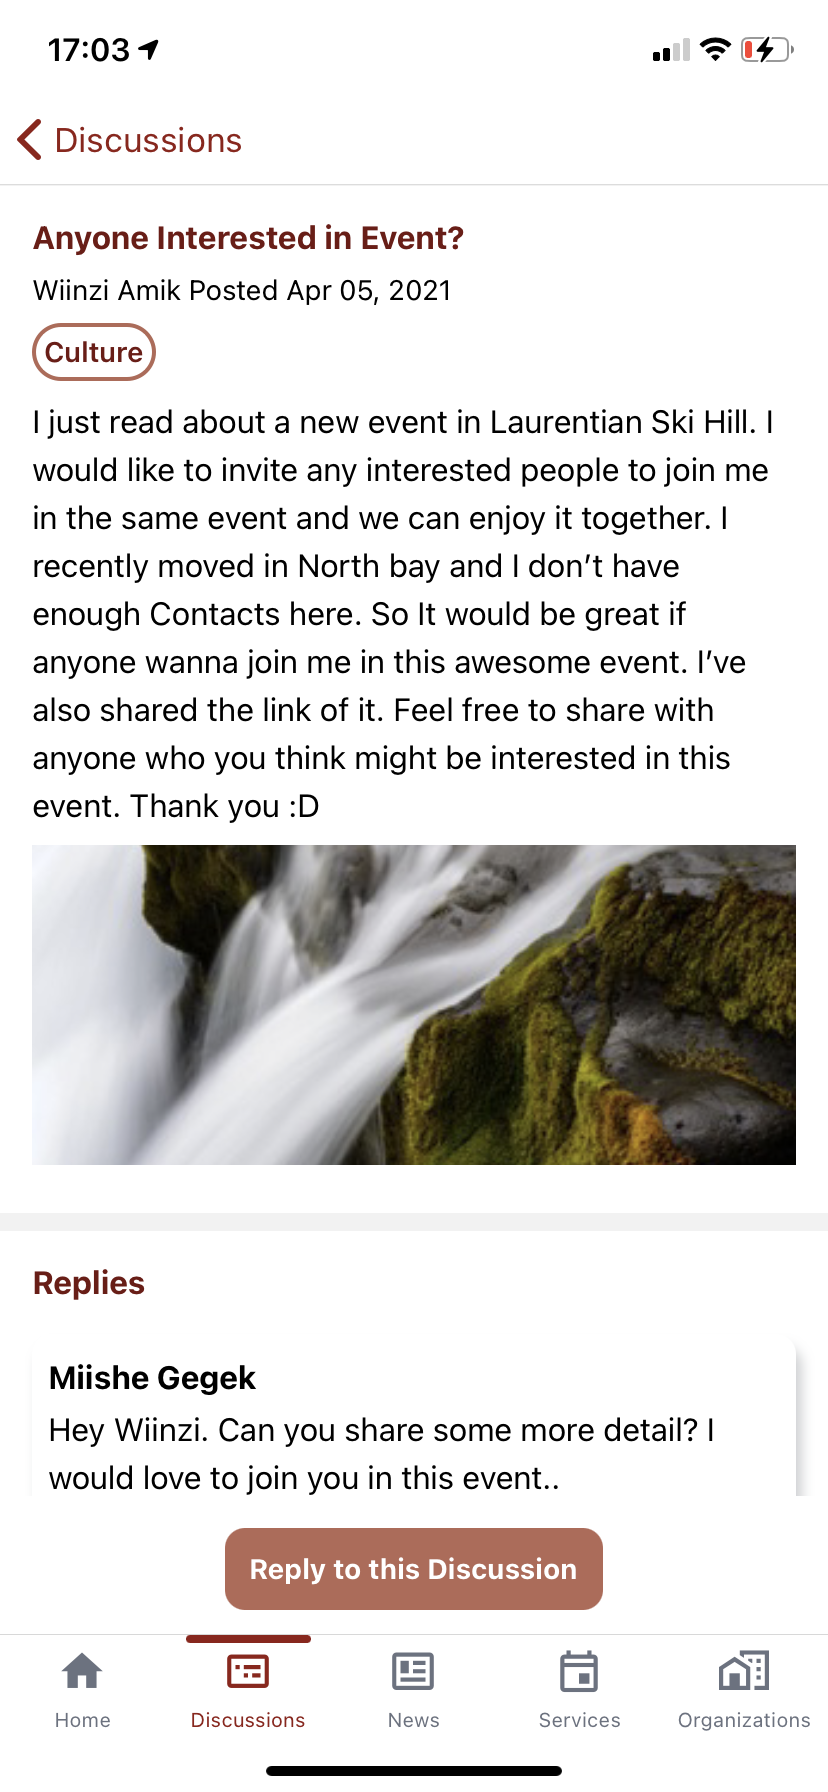 17:03
Discussions
Anyone Interested in Event?
Wiinzi Amik Posted Apr 05, 2021
Culture
I just read about a new event in Laurentian Ski Hill. I
would like to invite any interested people to join me
in the same event and we can enjoy it together. I
recently moved in North bay and I don't have
enough Contacts here. So It would be great if
anyone wanna join me in this awesome event. I've
also shared the link of it. Feel free to share with
anyone who you think might be interested in this
event. Thank you :D
Replies
Miishe Gegek
Hey Wiinzi. Can you share some more detail? I
would love to join you in this event..
Reply to this Discussion
Home
Discussions
News
Services
Organizations